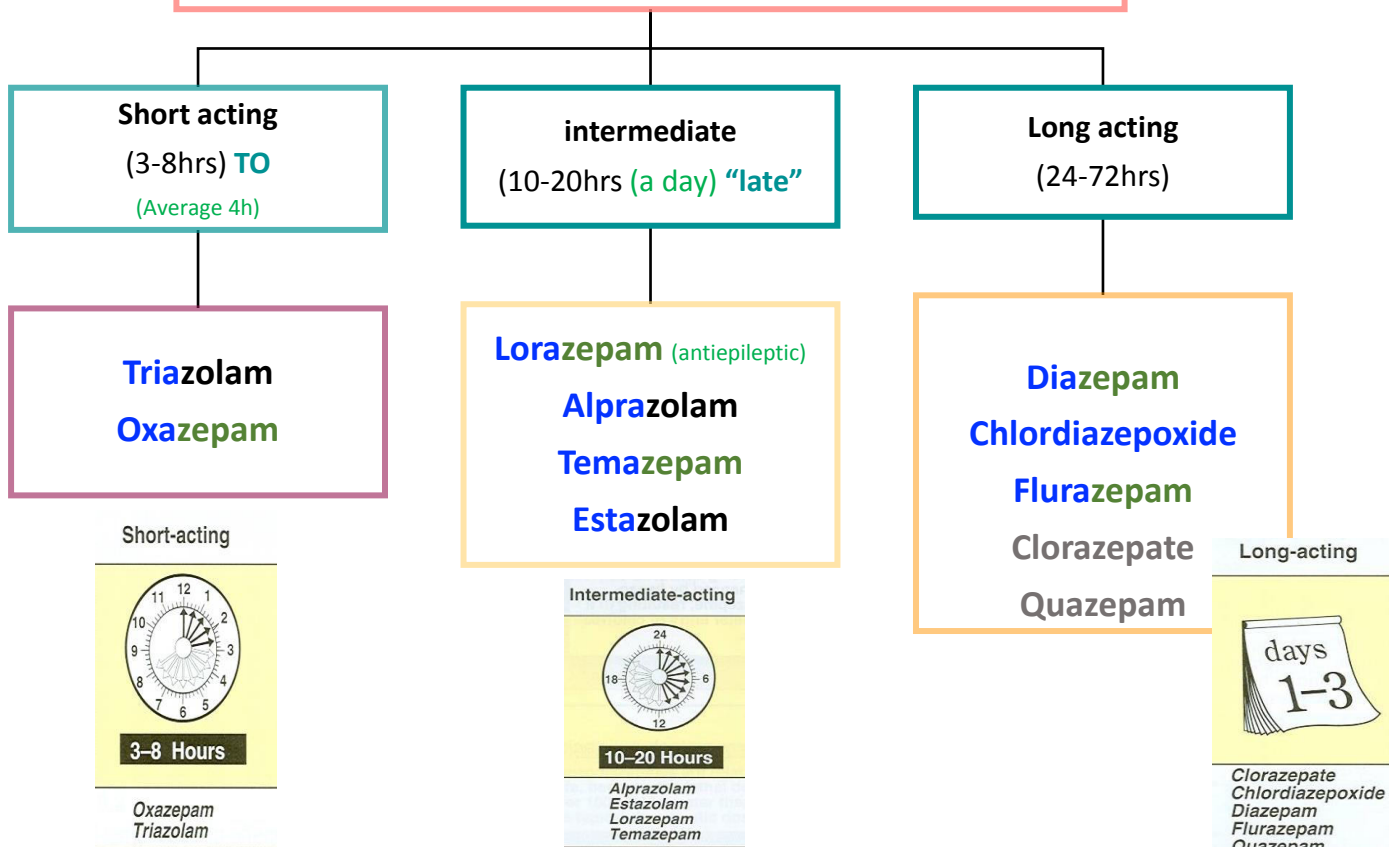 Short acting
(3-8hrs) TO
(Average 4h)
intermediate
(10-20hrs (a day) “late”
Long acting
(24-72hrs)
Triazolam
Oxazepam
Lorazepam (antiepileptic)
Alprazolam
Temazepam
Estazolam
Diazepam
Chlordiazepoxide
Flurazepam
Clorazepate
Quazepam
Short-acting
12
1
2
3
4
5
6
7
8
9
10
11
3–8 Hours
Oxazepam
Triazolam
Intermediate-acting
24
6
12
18
10–20 Hours
Alprazolam
Estazolam
Lorazepam
Temazepam
Long-acting
days
1–3
Clorazepate
Chlordiazepoxide
Diazepam
Flurazepam
Quazepam